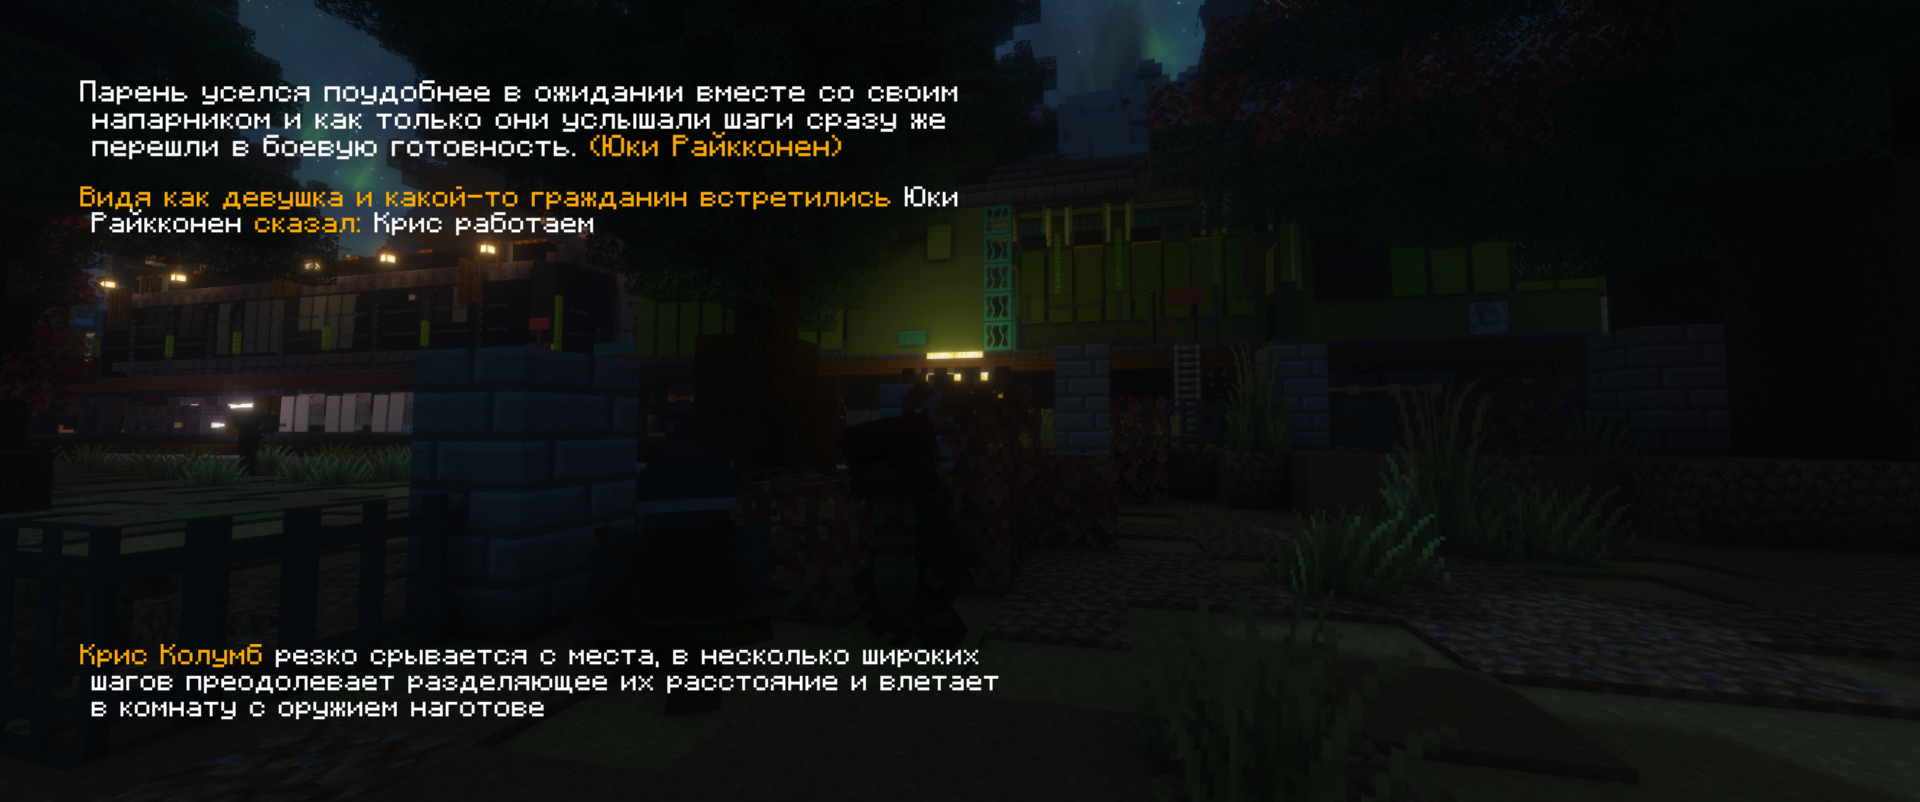 Парень уселся поудобнее в ожидании вместе со своим
напарником и как только они услышали шаги сразу же
перешли в боевую готовность. (Юки Райкконен)
Видя как девушка и какой-то гражданин встретились Юки
Райкконен сказал: Крис работаем
Крис Колумб резко срывается с места, в несколько широких
шагов преодолевает разделяющее их расстояние и влетает
в комнату с оружием наготове